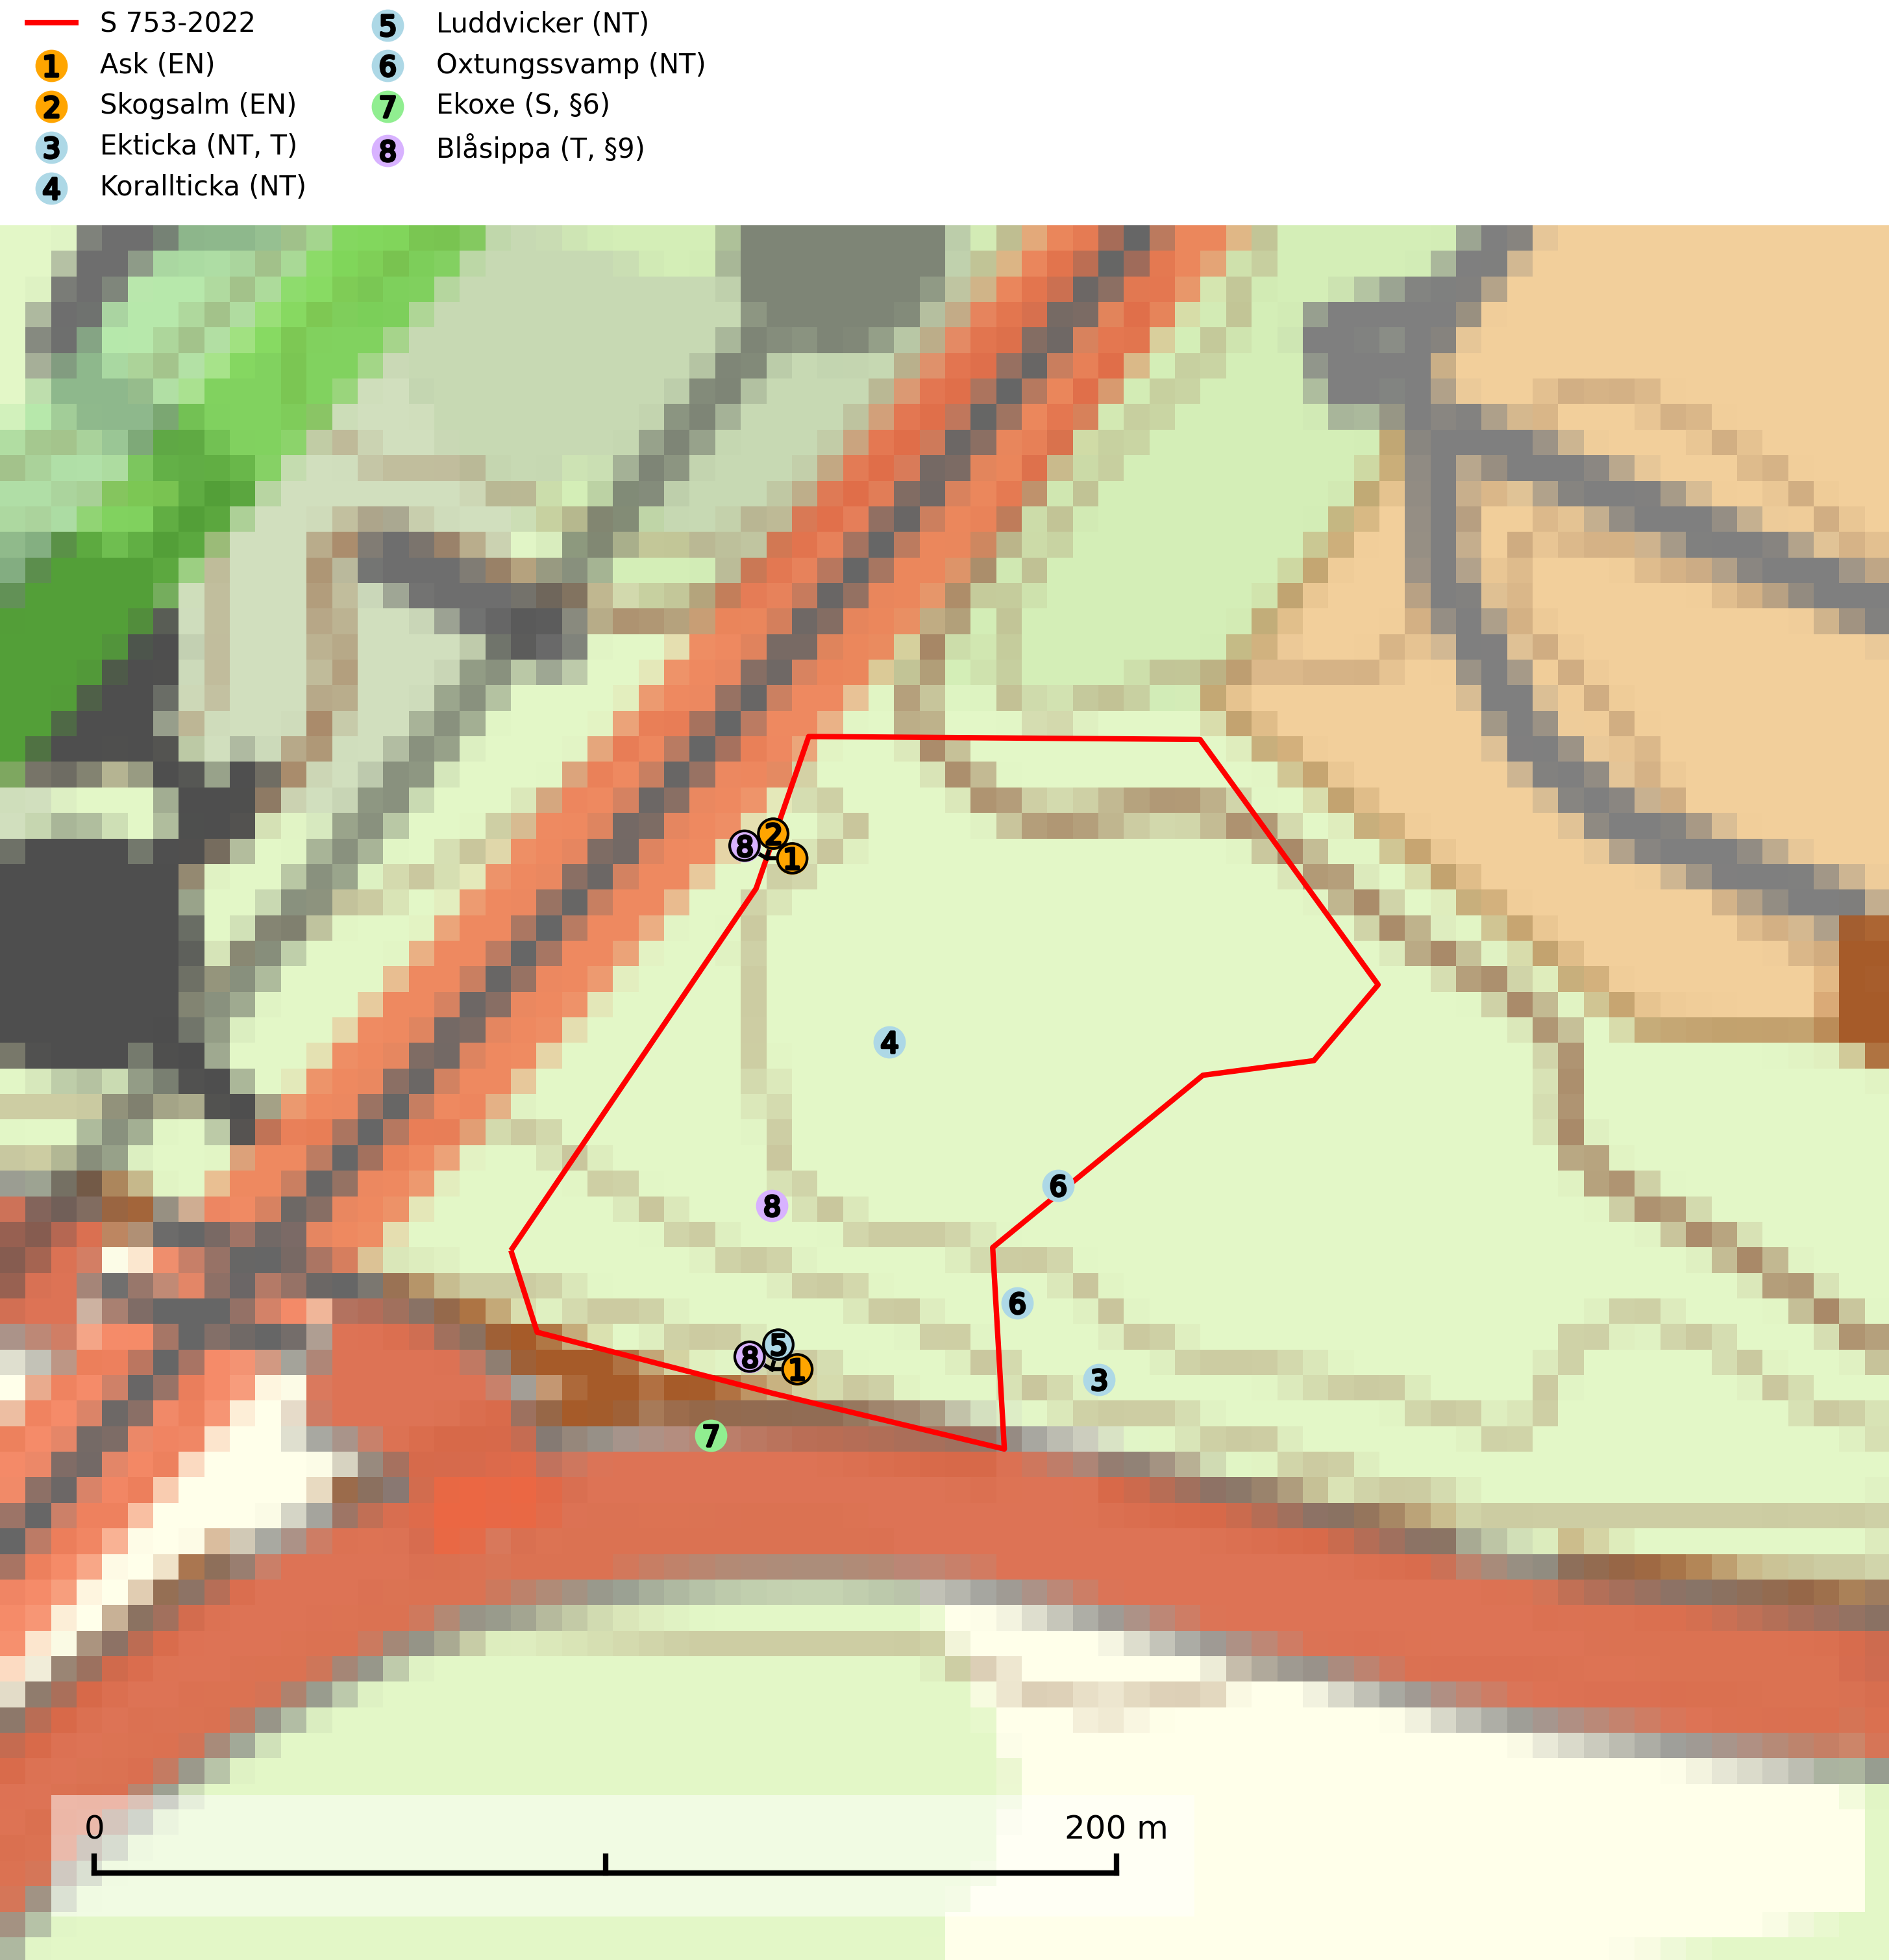 S 753-2022
1 Ask (EN)
2 Skogsalm (EN)
3 Ekticka (NT, T)
4 Korallticka (NT)
5 Luddvicker (NT)
6 Oxtungssvamp (NT)
7 Ekoxe (S, §6)
8 Blåsippa (T, §9)
8 2 1
4
6
8
6
8 5 1
3
7
0 200 m